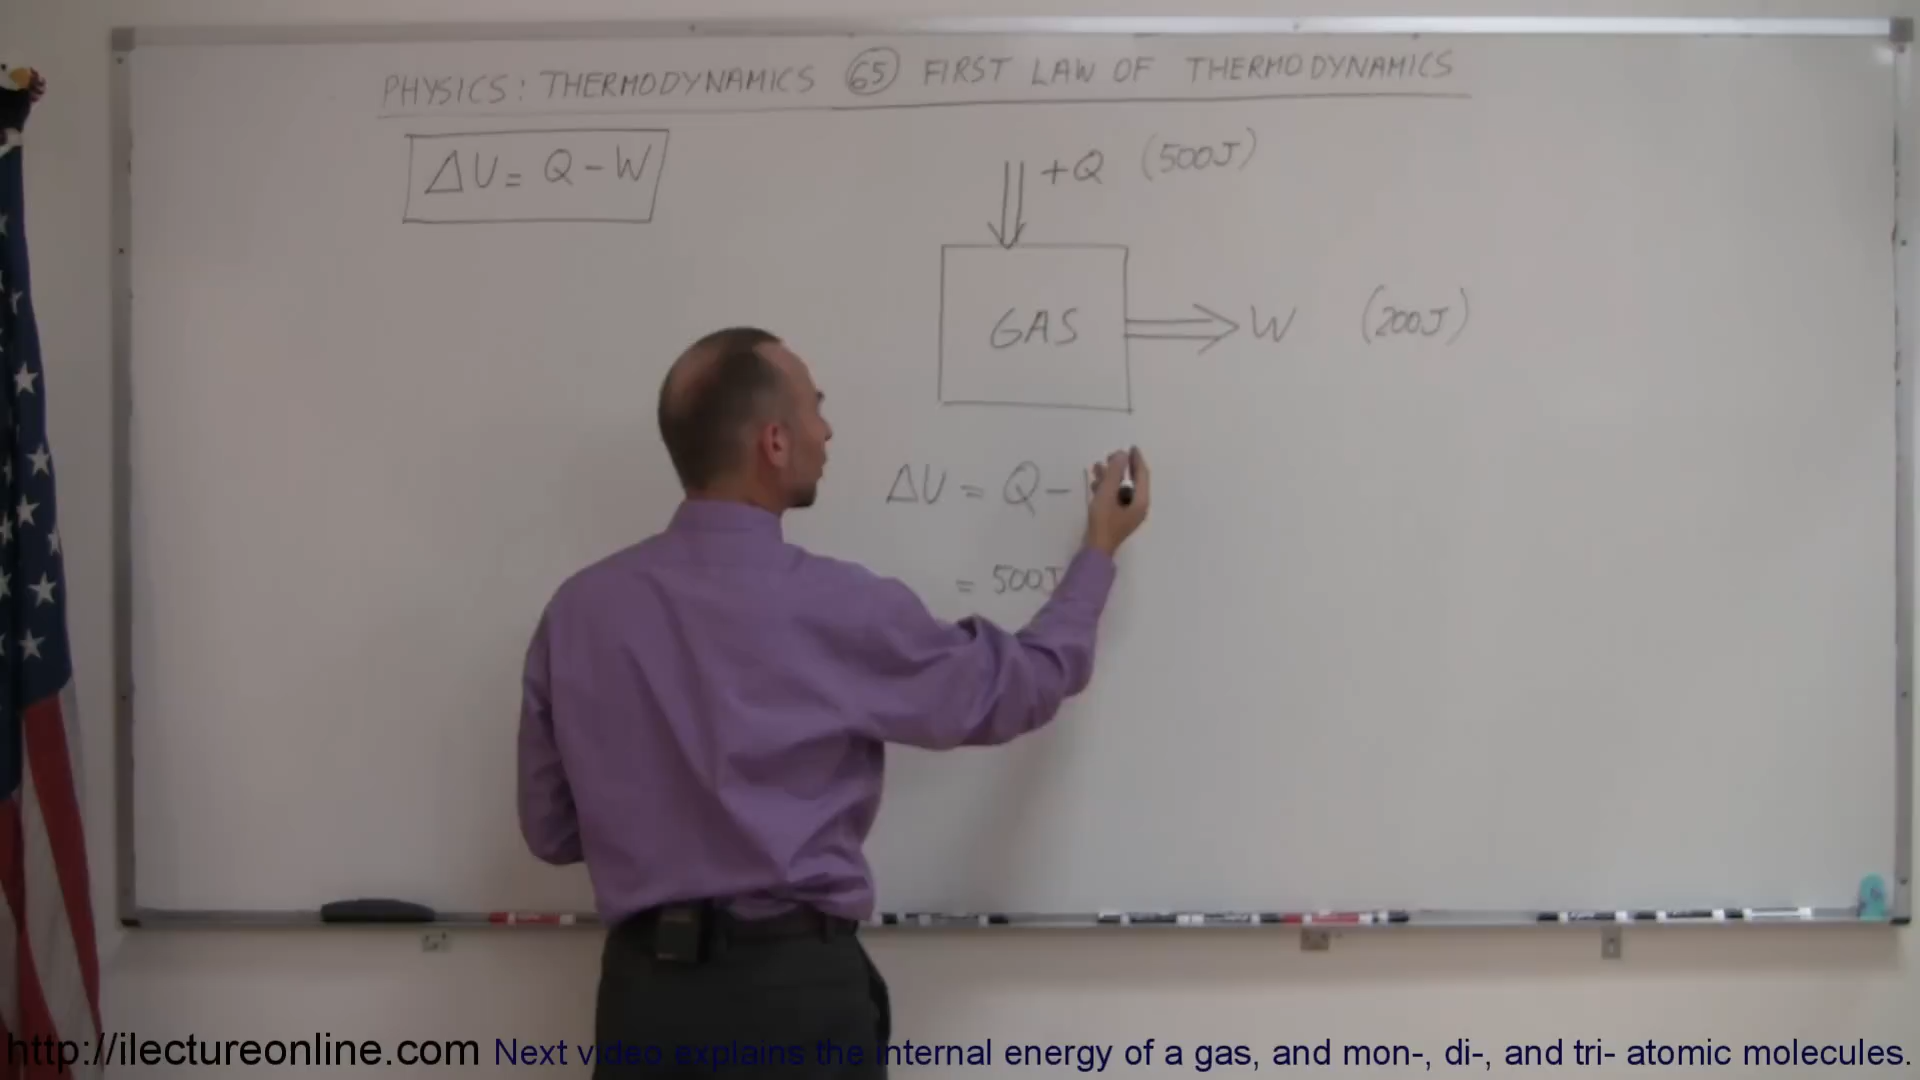 PHYSICS: THERMODYNAMICS 65 FIRST LAW OF THERMODYNAMICS
ΔU = Q - W
+Q (500J)
GAS
W (200J)
ΔU = Q -
= 500J
http://ilectureonline.com Next video explains the internal energy of a gas, and mon-, di-, and tri- atomic molecules.